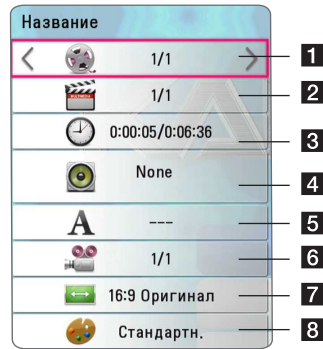 Название
1/1 1
1/1 2
0:00:05/0:06:36 3
None 4
A --- 5
1/1 6
16:9 Оригинал 7
Стандартн. 8